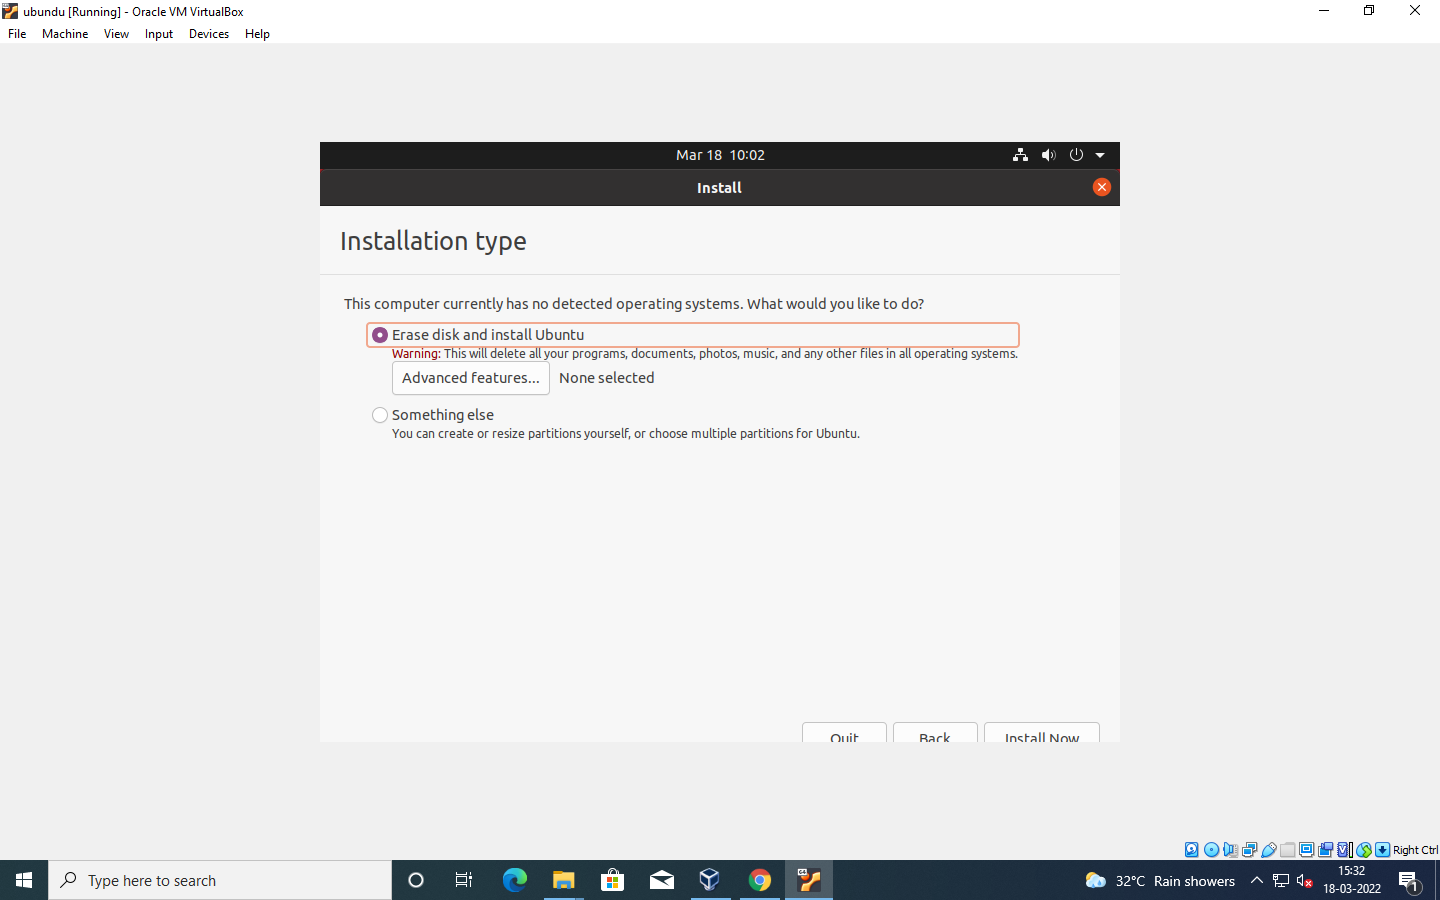 ubundu [Running] - Oracle VM VirtualBox
File Machine View Input Devices Help
Mar 18 10:02
Install
Installation type
This computer currently has no detected operating systems. What would you like to do?
Erase disk and install Ubuntu
Warning: This will delete all your programs, documents, photos, music, and any other files in all operating systems.
Advanced features... None selected
Something else
You can create or resize partitions yourself, or choose multiple partitions for Ubuntu.
Quit Back Install Now
Right Ctrl
Type here to search
32°C Rain showers
15:32
18-03-2022
1
64